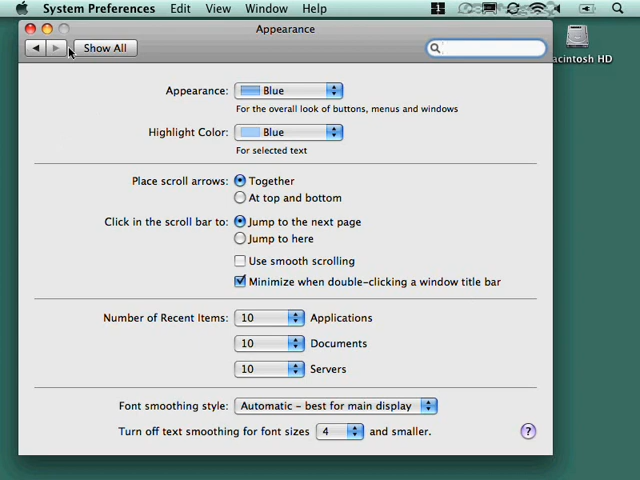 System Preferences Edit View Window Help
Appearance
Show All
acintosh HD
Appearance: Blue
For the overall look of buttons, menus and windows
Highlight Color: Blue
For selected text
Place scroll arrows: Together
At top and bottom
Click in the scroll bar to: Jump to the next page
Jump to here
Use smooth scrolling
Minimize when double-clicking a window title bar
Number of Recent Items: 10 Applications
10 Documents
10 Servers
Font smoothing style: Automatic – best for main display
Turn off text smoothing for font sizes 4 and smaller.
?